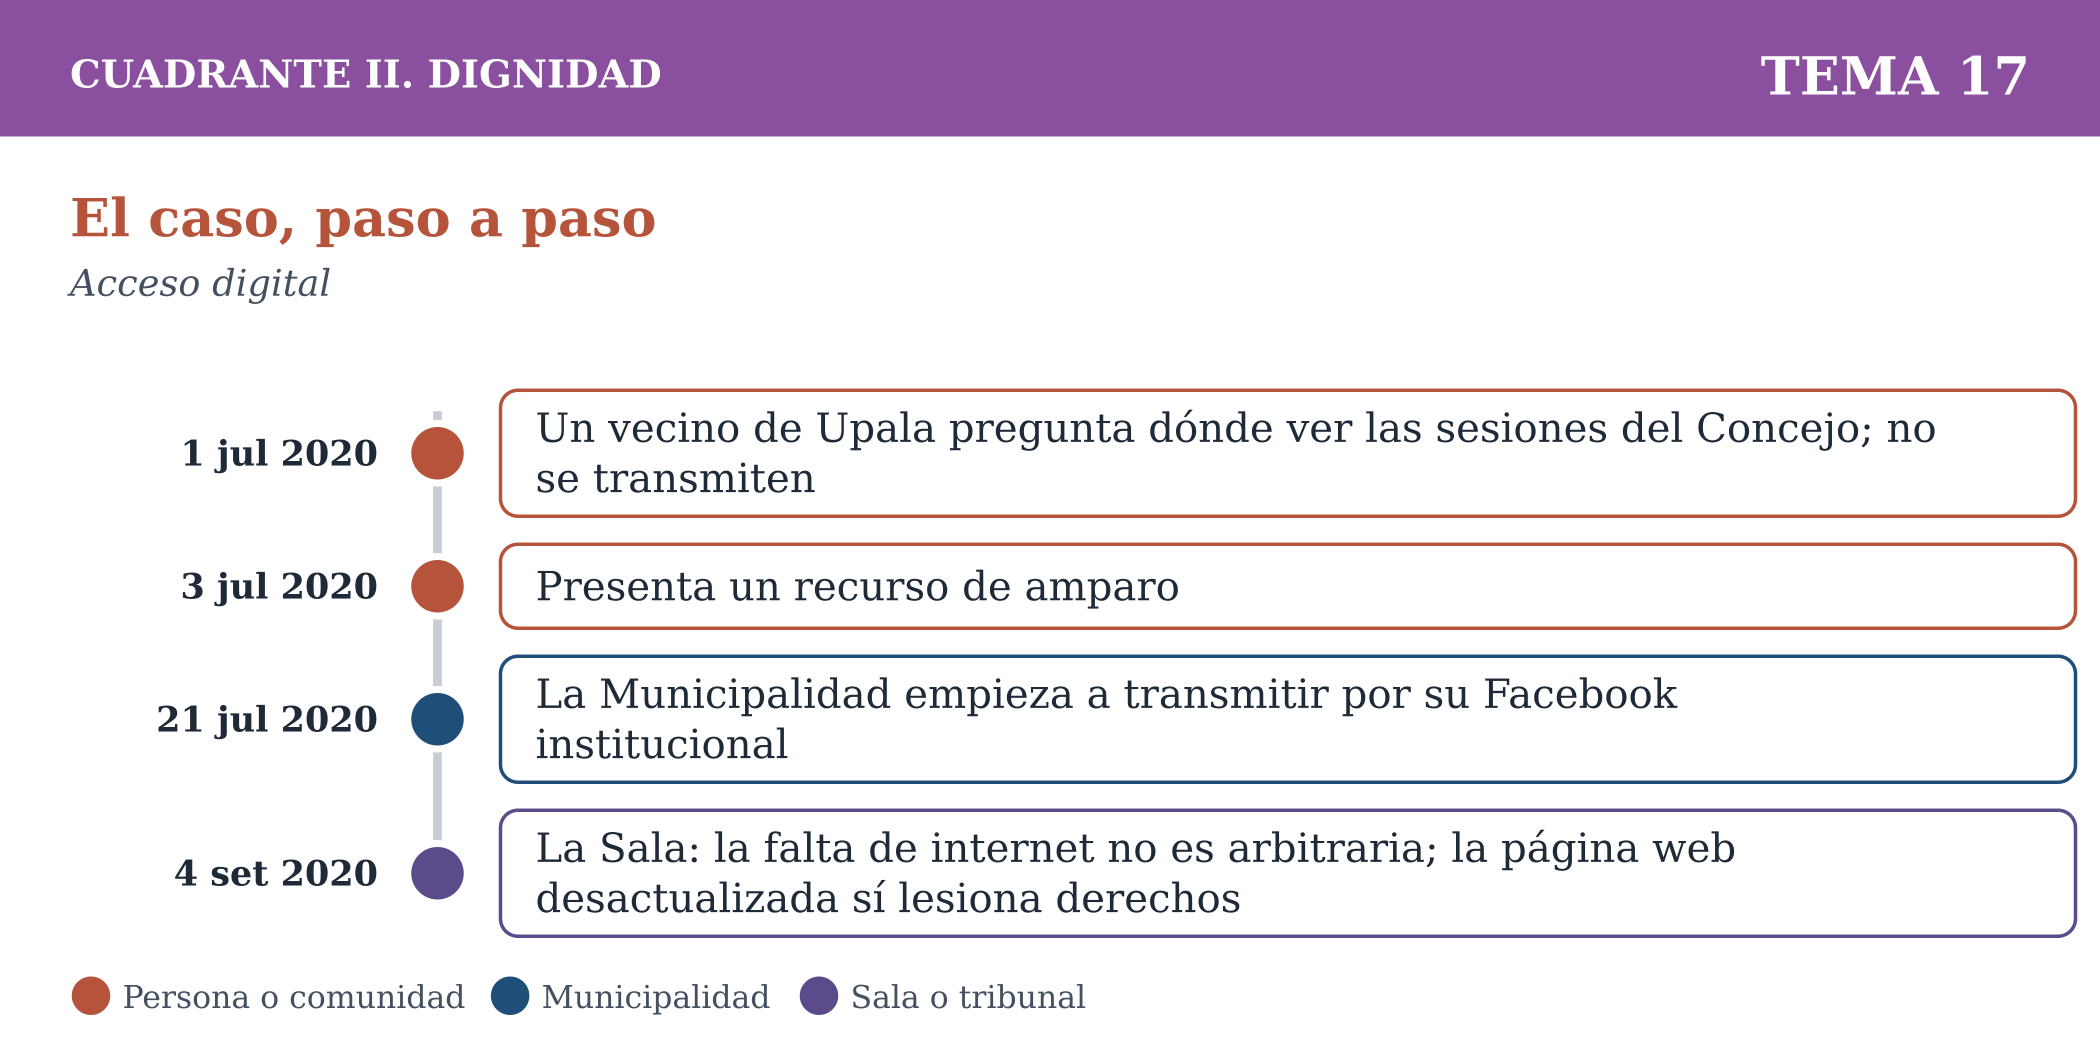 CUADRANTE II. DIGNIDAD
TEMA 17
El caso, paso a paso
Acceso digital
1 jul 2020
Un vecino de Upala pregunta dónde ver las sesiones del Concejo; no
se transmiten
3 jul 2020
Presenta un recurso de amparo
21 jul 2020
La Municipalidad empieza a transmitir por su Facebook
institucional
4 set 2020
La Sala: la falta de internet no es arbitraria; la página web
desactualizada sí lesiona derechos
Persona o comunidad
Municipalidad
Sala o tribunal